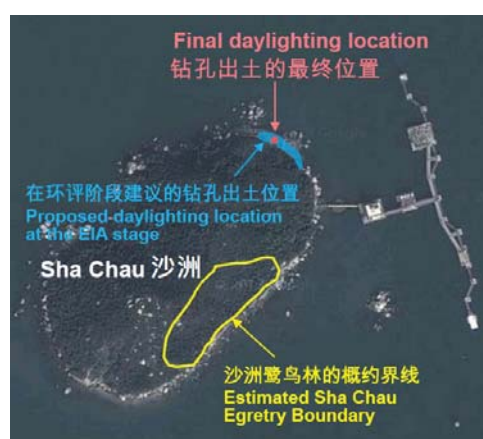 Final daylighting location
钻孔出土的最终位置
在环评阶段建议的钻孔出土位置
Proposed daylighting location
at the EIA stage
Sha Chau 沙洲
沙洲鹭鸟林的概约界线
Estimated Sha Chau
Egretry Boundary